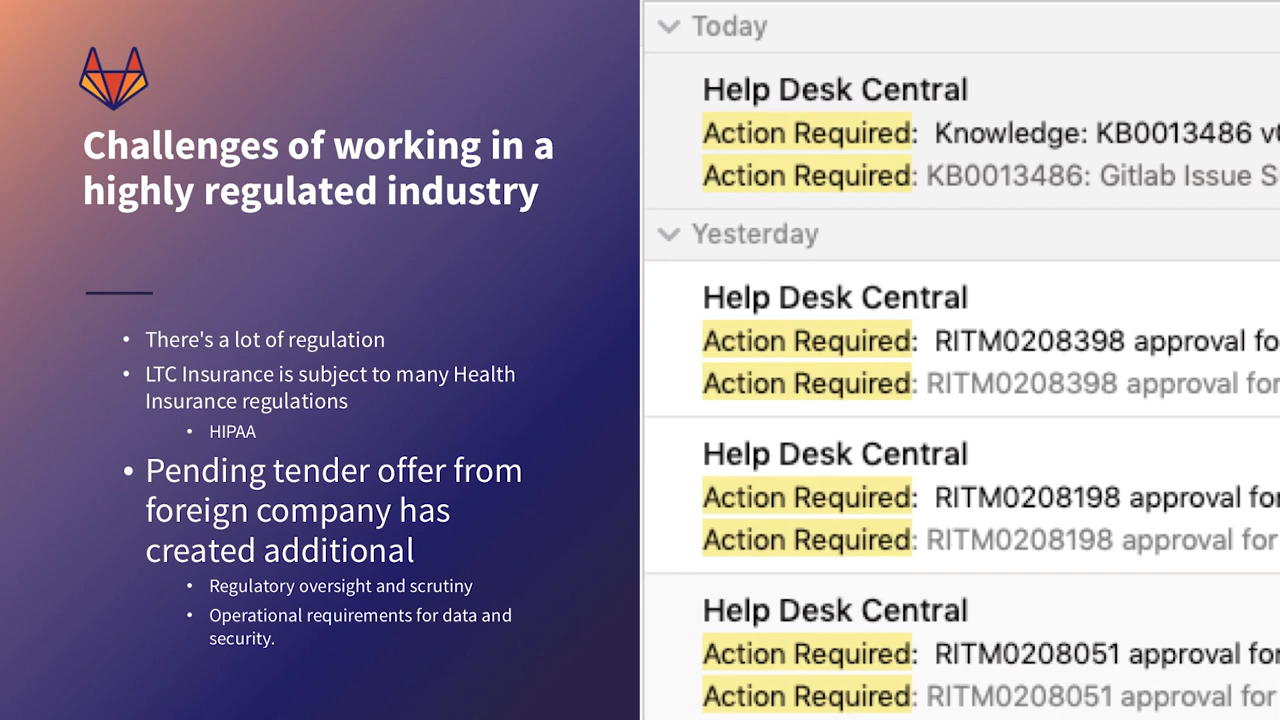 Challenges of working in a
highly regulated industry
• There's a lot of regulation
• LTC Insurance is subject to many Health
Insurance regulations
• HIPAA
• Pending tender offer from
foreign company has
created additional
• Regulatory oversight and scrutiny
• Operational requirements for data and
security.
Today
Help Desk Central
Action Required: Knowledge: KB0013486
Action Required: KB0013486: Gitlab Issue
Yesterday
Help Desk Central
Action Required: RITM0208398 approval
Action Required: RITM0208398 approval for
Help Desk Central
Action Required: RITM0208198 approval for
Action Required: RITM0208198 approval for
Help Desk Central
Action Required: RITM0208051 approval for
Action Required: RITM0208051 approval for